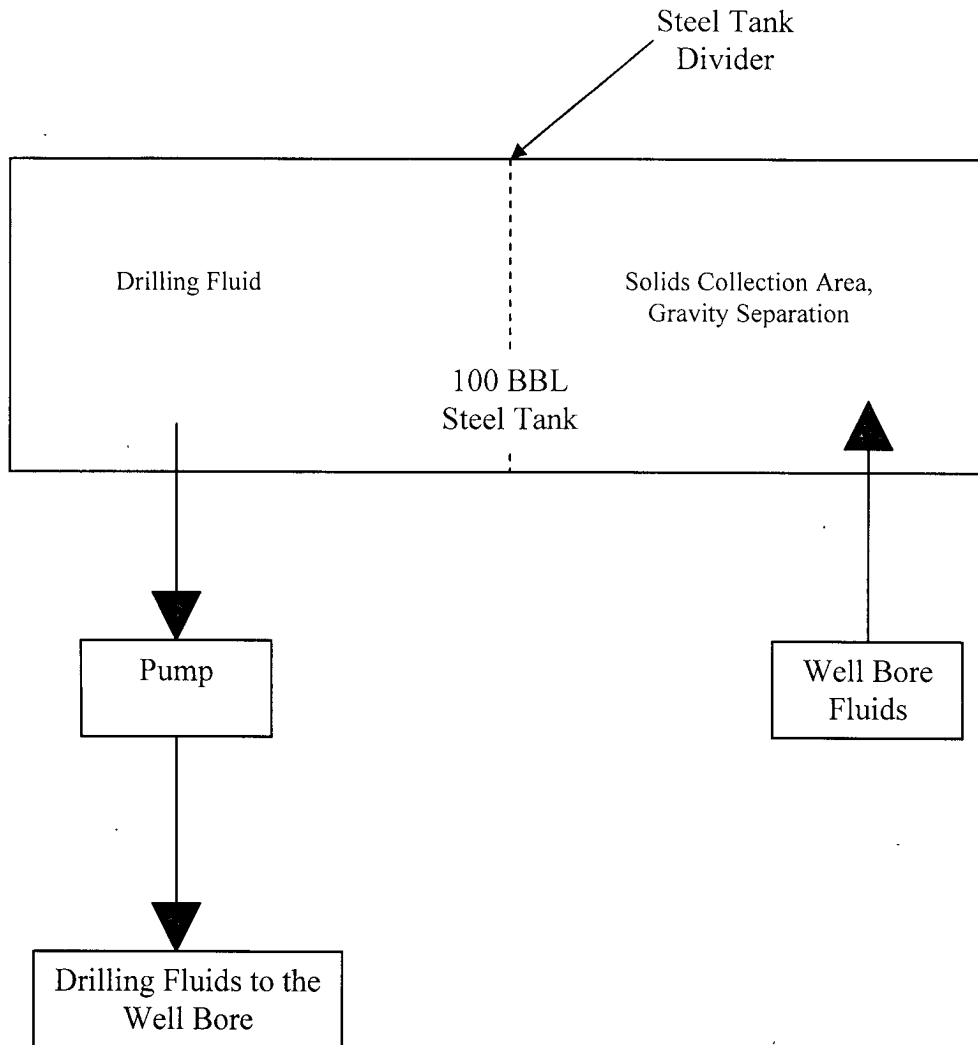 Steel Tank
Divider
Drilling Fluid
Solids Collection Area,
Gravity Separation
100 BBL
Steel Tank
Pump
Well Bore
Fluids
Drilling Fluids to the
Well Bore